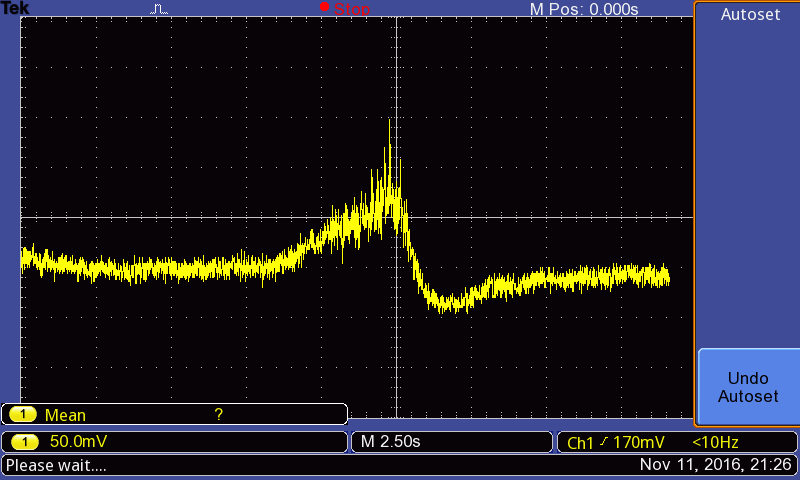 Tek Stop M Pos: 0.000s
Autoset
Undo
Autoset
1 Mean ?
1 50.0mV M 2.50s Ch1 170mV <10Hz
Please wait.... Nov 11, 2016, 21:26